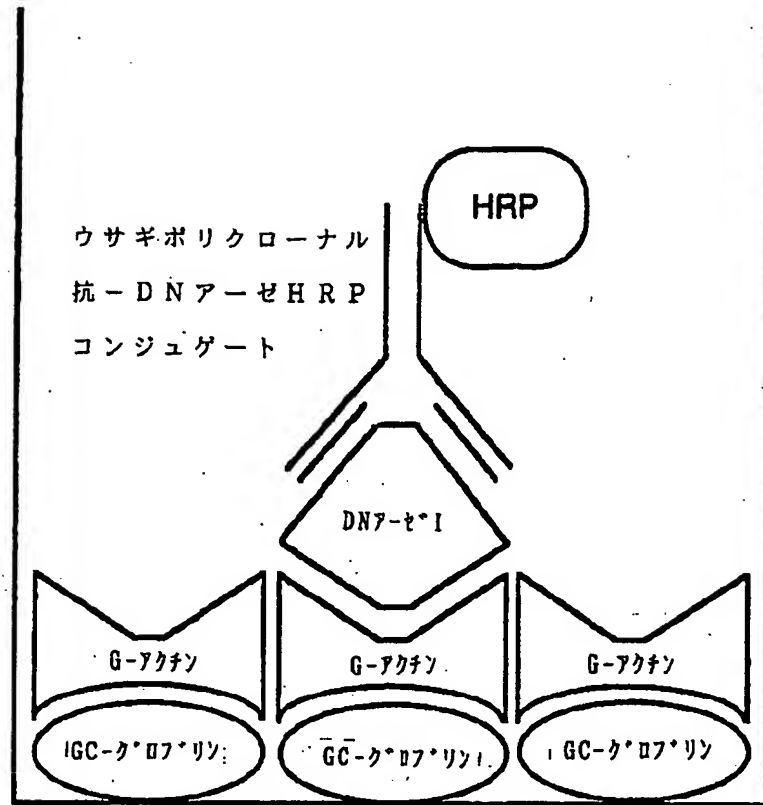 HRP
ウサギポリクローナル
抗－DNアーゼHRP
コンジュゲート
DNｱｰｾﾞI
G-ｱｸﾁﾝ
G-ｱｸﾁﾝ
G-ｱｸﾁﾝ
GC-ｸﾞﾛﾌﾞﾘﾝ
GC-ｸﾞﾛﾌﾞﾘﾝ
GC-ｸﾞﾛﾌﾞﾘﾝ